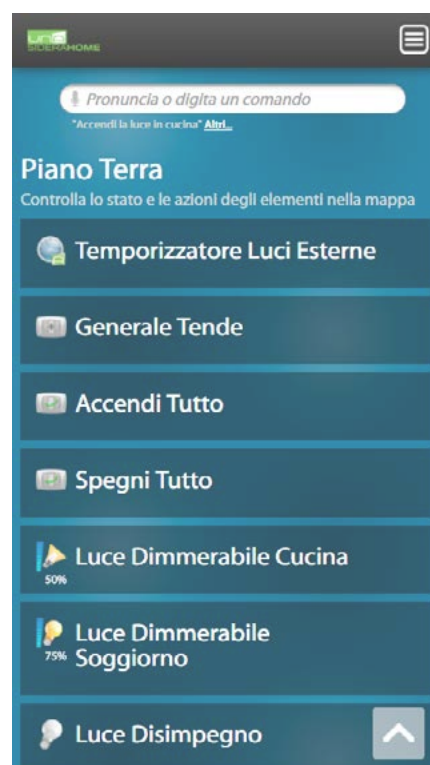 uno
SIDERAHOME
Pronuncia o digita un comando
"Accendi la luce in cucina" Altri...
Piano Terra
Controlla lo stato e le azioni degli elementi nella mappa
Temporizzatore Luci Esterne
Generale Tende
Accendi Tutto
Spegni Tutto
Luce Dimmerabile Cucina
50%
Luce Dimmerabile
75% Soggiorno
Luce Disimpegno